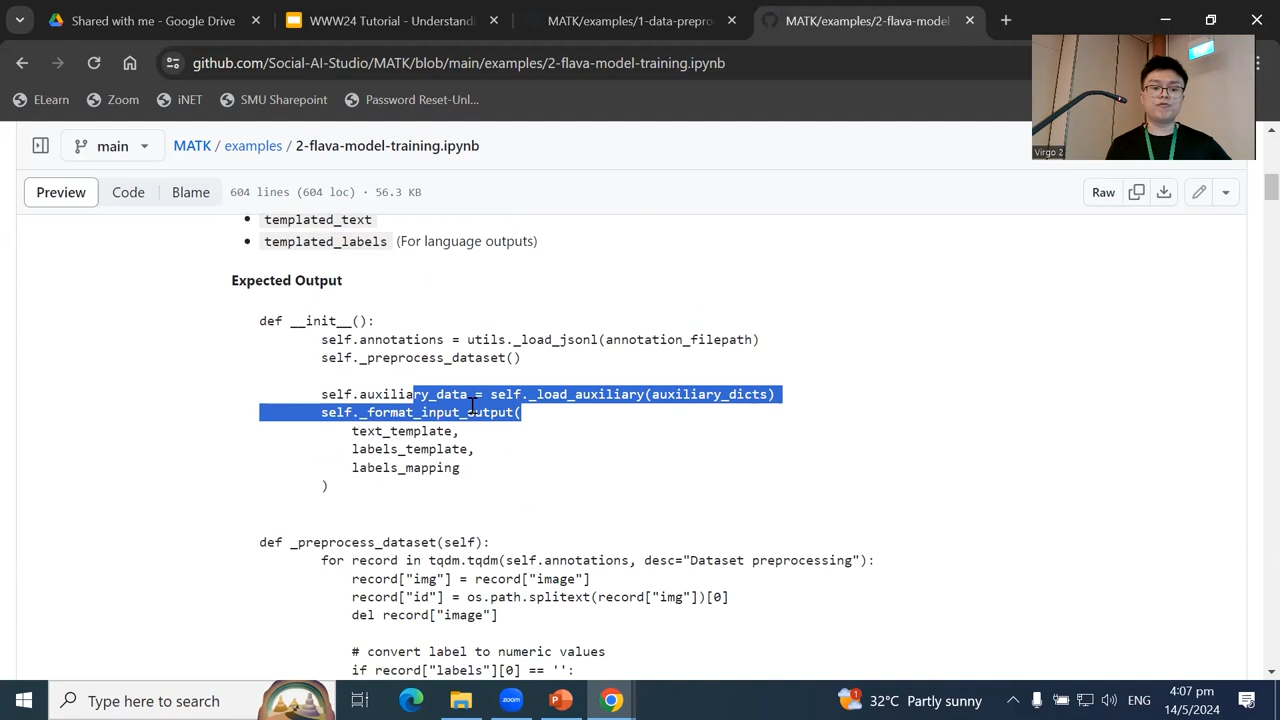 Shared with me - Google Drive
WWW24 Tutorial - Understandi
MATK/examples/1-data-prepro
MATK/examples/2-flava-model
github.com/Social-AI-Studio/MATK/blob/main/examples/2-flava-model-training.ipynb
ELearn
Zoom
iNET
SMU Sharepoint
Password Reset-Unl...
Virgo 2
main
MATK / examples / 2-flava-model-training.ipynb
Preview
Code
Blame
604 lines (604 loc) · 56.3 KB
Raw
templated_text
templated_labels (For language outputs)
Expected Output
def __init__():
self.annotations = utils._load_jsonl(annotation_filepath)
self._preprocess_dataset()
self.auxiliary_data = self._load_auxiliary(auxiliary_dicts)
self._format_input_output(
text_template,
labels_template,
labels_mapping
)
def _preprocess_dataset(self):
for record in tqdm.tqdm(self.annotations, desc="Dataset preprocessing"):
record["img"] = record["image"]
record["id"] = os.path.splitext(record["img"])[0]
del record["image"]
# convert label to numeric values
if record["labels"][0] == '':
Type here to search
zoom
1
32°C Partly sunny
ENG
4:07 pm
14/5/2024